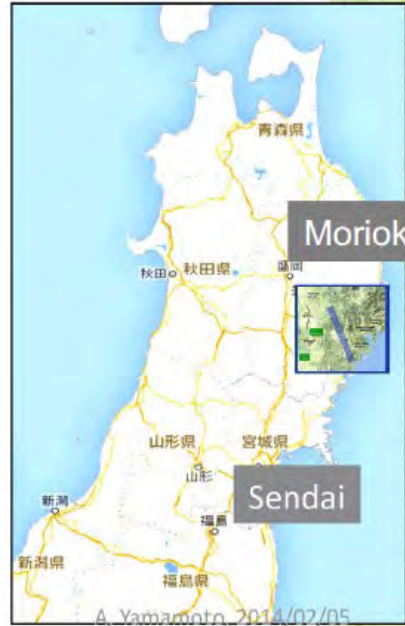 青森県
Moriok
盛岡
秋田
秋田県
山形県
宮城県
山形
Sendai
新潟
福島
新潟県
福島県
A. Yamamoto, 2014/02/05